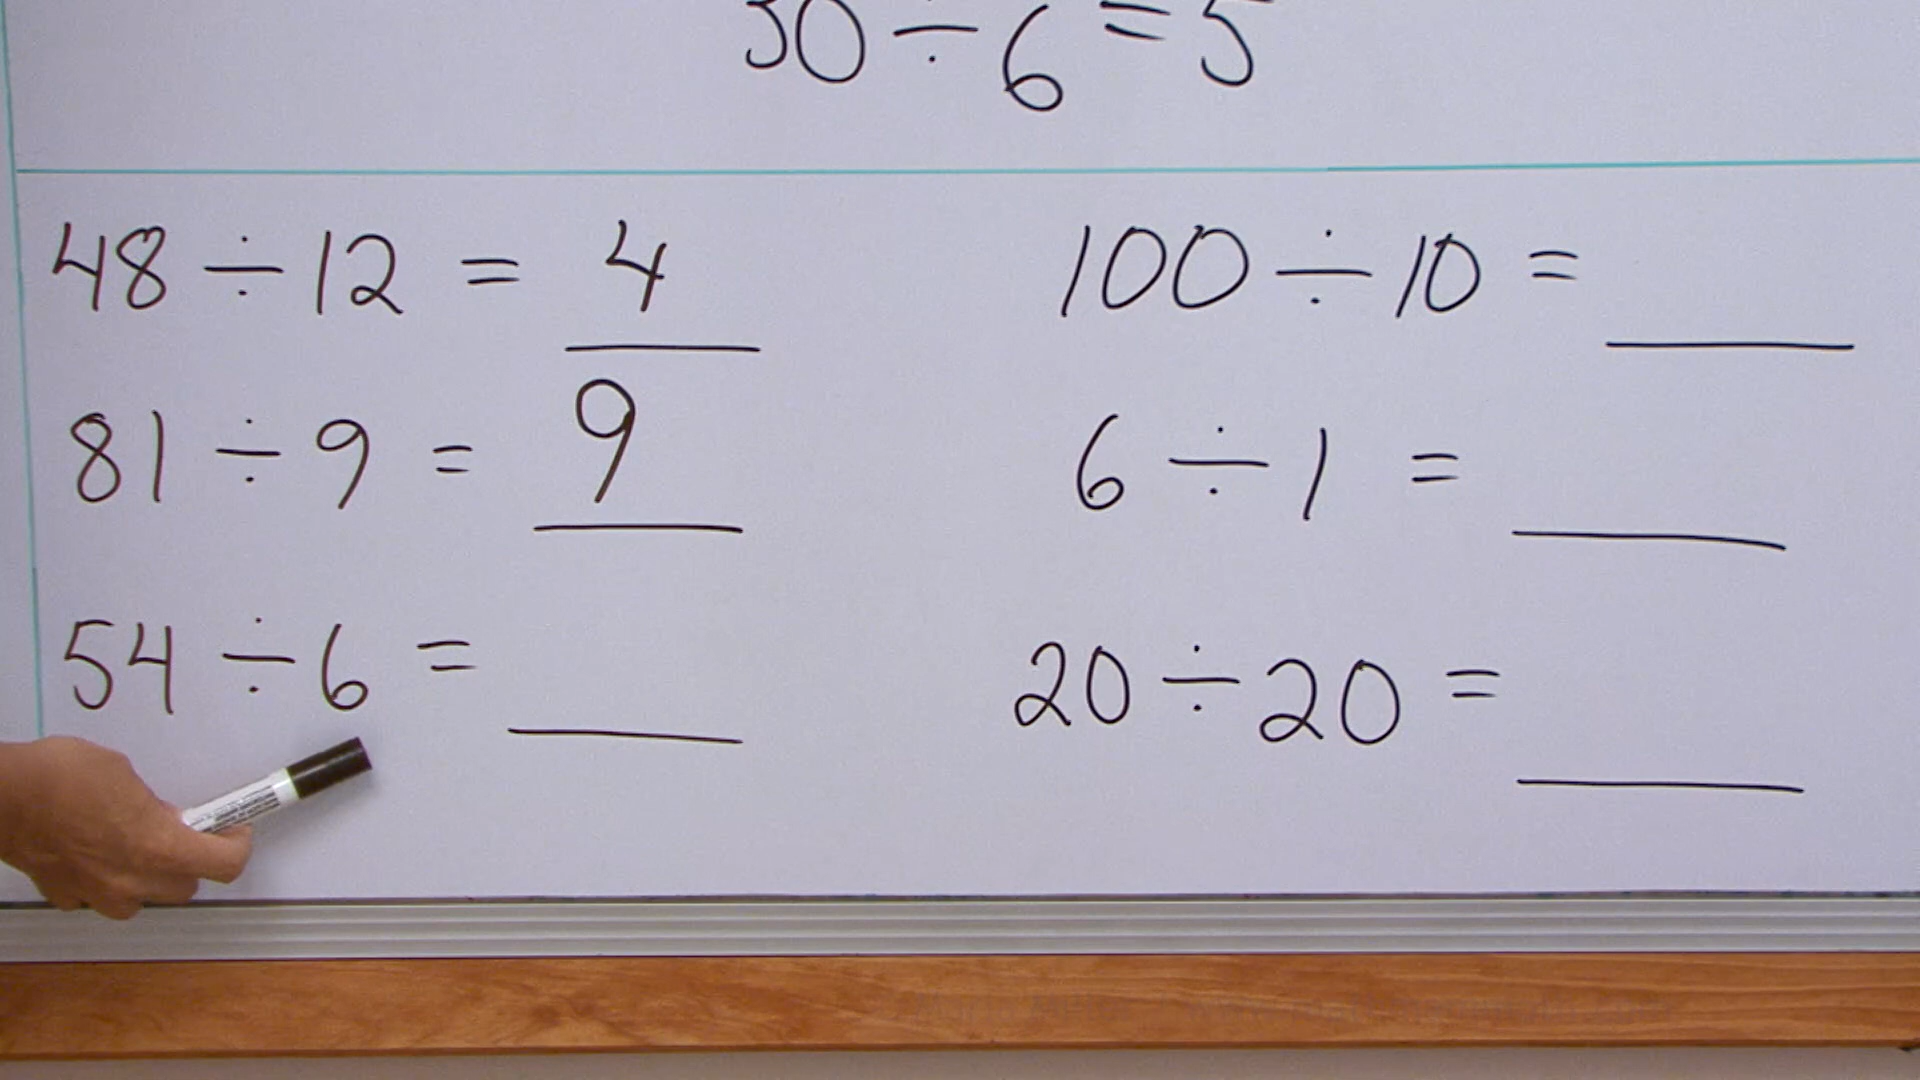 30 ÷ 6 = 5
48 ÷ 12 = 4
81 ÷ 9 = 9
54 ÷ 6 = ___
100 ÷ 10 = ___
6 ÷ 1 = ___
20 ÷ 20 = ___